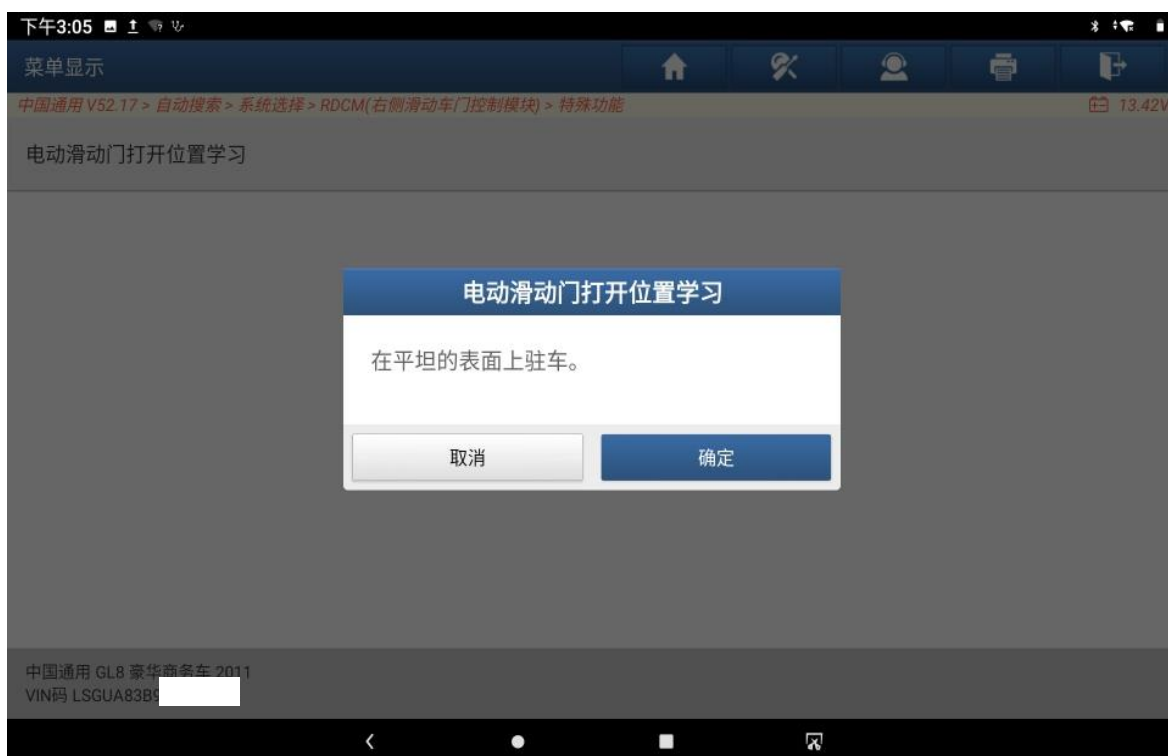 下午3:05
菜单显示
中国通用 V52.17 > 自动搜索 > 系统选择 > RDCM(右侧滑动车门控制模块) > 特殊功能
13.42V
电动滑动门打开位置学习
电动滑动门打开位置学习
在平坦的表面上驻车。
取消
确定
中国通用 GL8 豪华商务车 2011
VIN码 LSGUA83B9